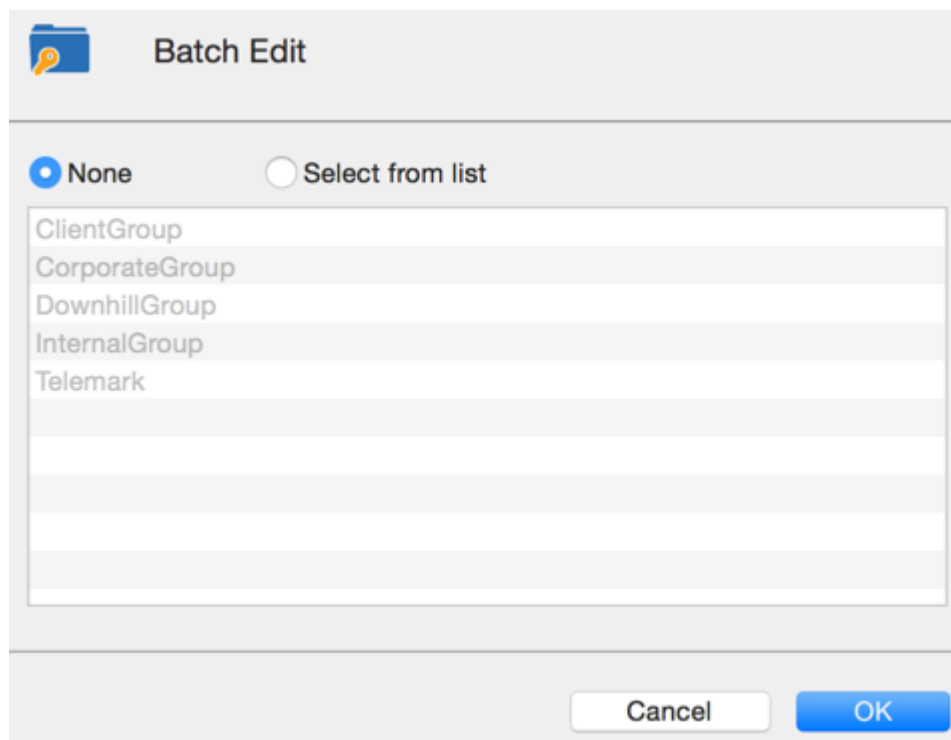 Batch Edit
None Select from list
ClientGroup
CorporateGroup
DownhillGroup
InternalGroup
Telemark
Cancel OK